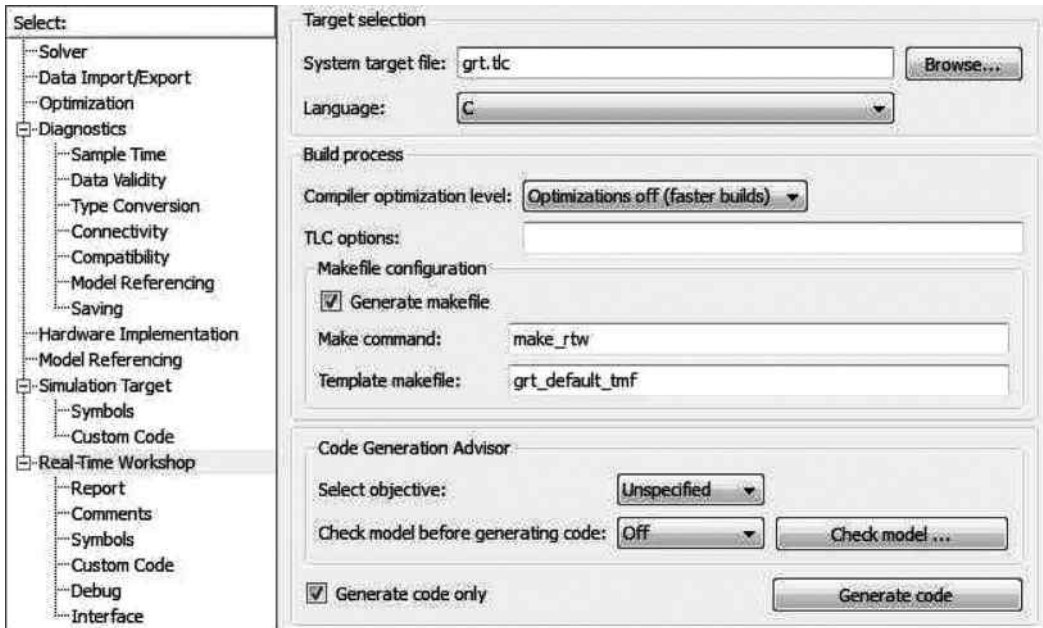 Select:
Solver
Data Import/Export
Optimization
Diagnostics
Sample Time
Data Validity
Type Conversion
Connectivity
Compatibility
Model Referencing
Saving
Hardware Implementation
Model Referencing
Simulation Target
Symbols
Custom Code
Real-Time Workshop
Report
Comments
Symbols
Custom Code
Debug
Interface
Target selection
System target file: grt.tlc Browse...
Language: C
Build process
Compiler optimization level: Optimizations off (faster builds)
TLC options:
Makefile configuration
Generate makefile
Make command: make_rtw
Template makefile: grt_default_tmf
Code Generation Advisor
Select objective: Unspecified
Check model before generating code: Off Check model ...
Generate code only Generate code